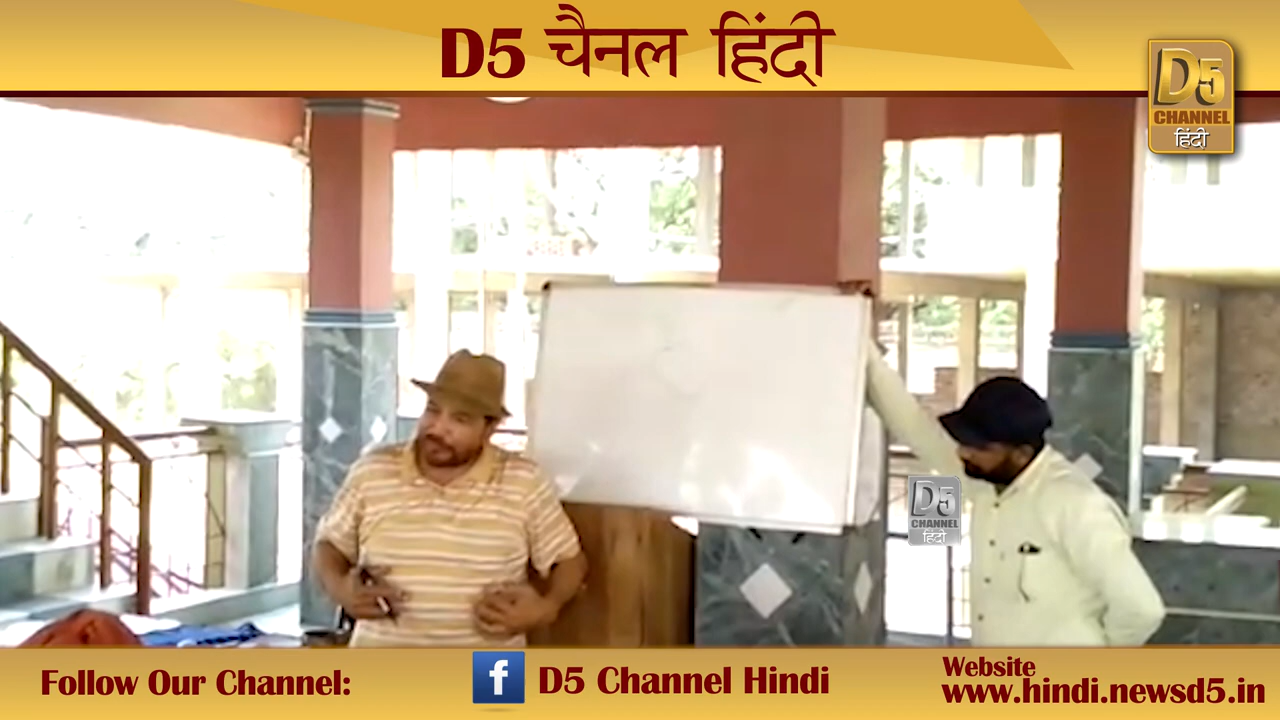 D5 चैनल हिंदी
D5
CHANNEL
हिंदी
D5
CHANNEL
हिंदी
Follow Our Channel:
f D5 Channel Hindi
Website
www.hindi.newsd5.in